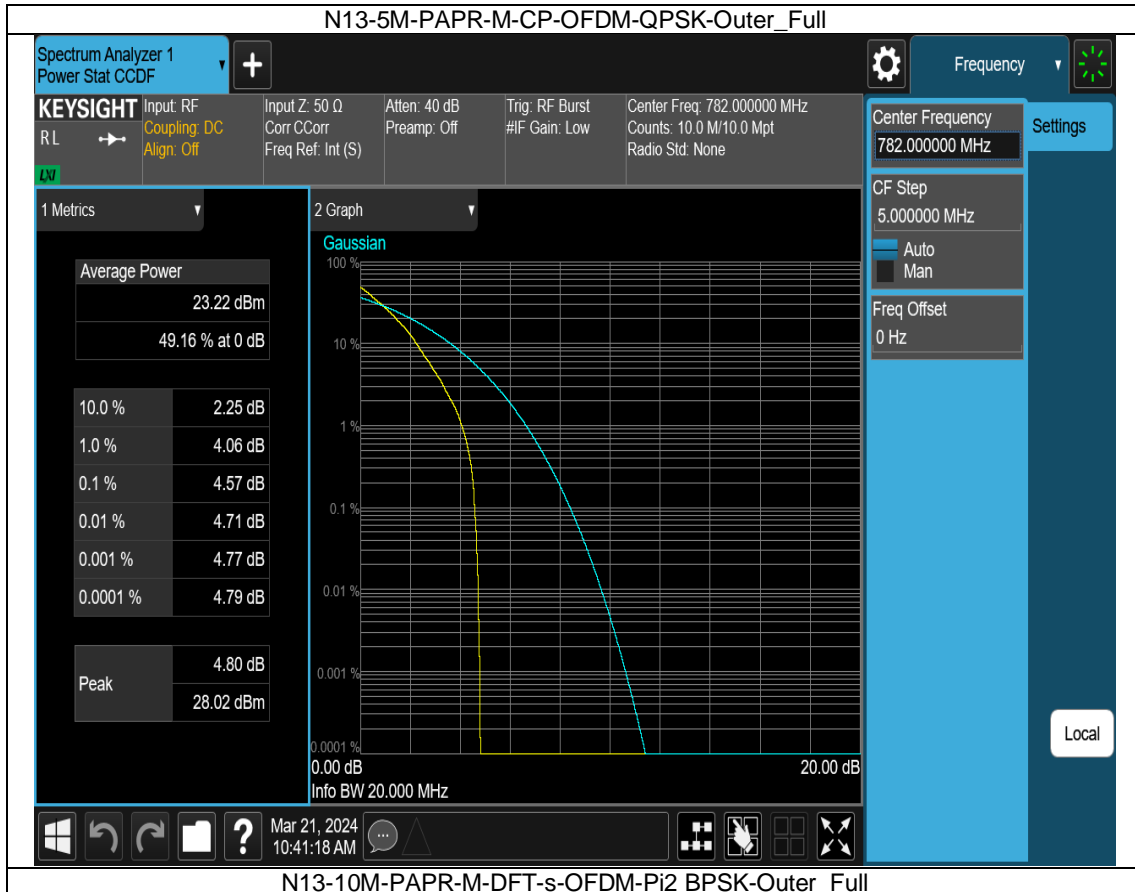 N13-5M-PAPR-M-CP-OFDM-QPSK-Outer_Full
Spectrum Analyzer 1
Power Stat CCDF
Frequency
KEYSIGHT
R L
LXI
Input: RF
Coupling: DC
Align: Off
Input Z: 50 Ω
Corr CCorr
Freq Ref: Int (S)
Atten: 40 dB
Preamp: Off
Trig: RF Burst
#IF Gain: Low
Center Freq: 782.000000 MHz
Counts: 10.0 M/10.0 Mpt
Radio Std: None
Center Frequency
782.000000 MHz
Settings
CF Step
5.000000 MHz
Auto
Man
Freq Offset
0 Hz
Local
1 Metrics
Average Power
23.22 dBm
49.16 % at 0 dB
10.0 % 2.25 dB
1.0 % 4.06 dB
0.1 % 4.57 dB
0.01 % 4.71 dB
0.001 % 4.77 dB
0.0001 % 4.79 dB
Peak
4.80 dB
28.02 dBm
2 Graph
Gaussian
100 %
10 %
1 %
0.1 %
0.01 %
0.001 %
0.0001 %
0.00 dB 20.00 dB
Info BW 20.000 MHz
?
Mar 21, 2024
10:41:18 AM
N13-10M-PAPR-M-DFT-s-OFDM-Pi2 BPSK-Outer_Full